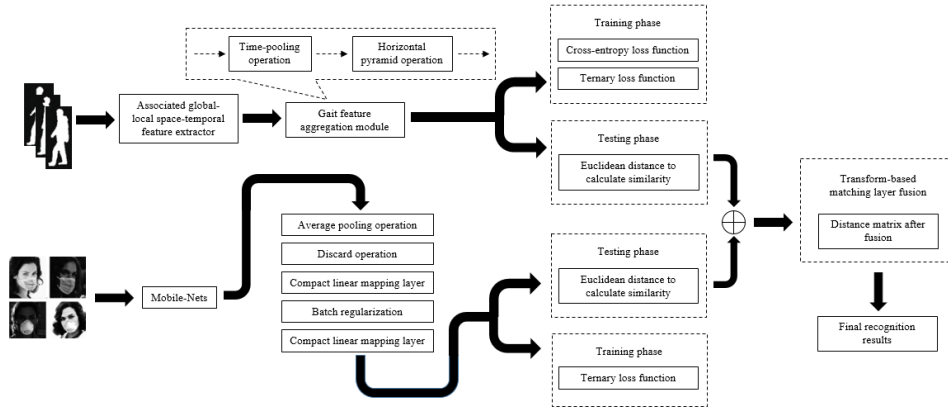 Time-pooling
operation
Horizontal
pyramid operation
Associated global-
local space-temporal
feature extractor
Gait feature
aggregation module
Training phase
Cross-entropy loss function
Ternary loss function
Testing phase
Euclidean distance to
calculate similarity
Mobile-Nets
Average pooling operation
Discard operation
Compact linear mapping layer
Batch regularization
Compact linear mapping layer
Testing phase
Euclidean distance to
calculate similarity
Training phase
Ternary loss function
Transform-based
matching layer fusion
Distance matrix after
fusion
Final recognition
results